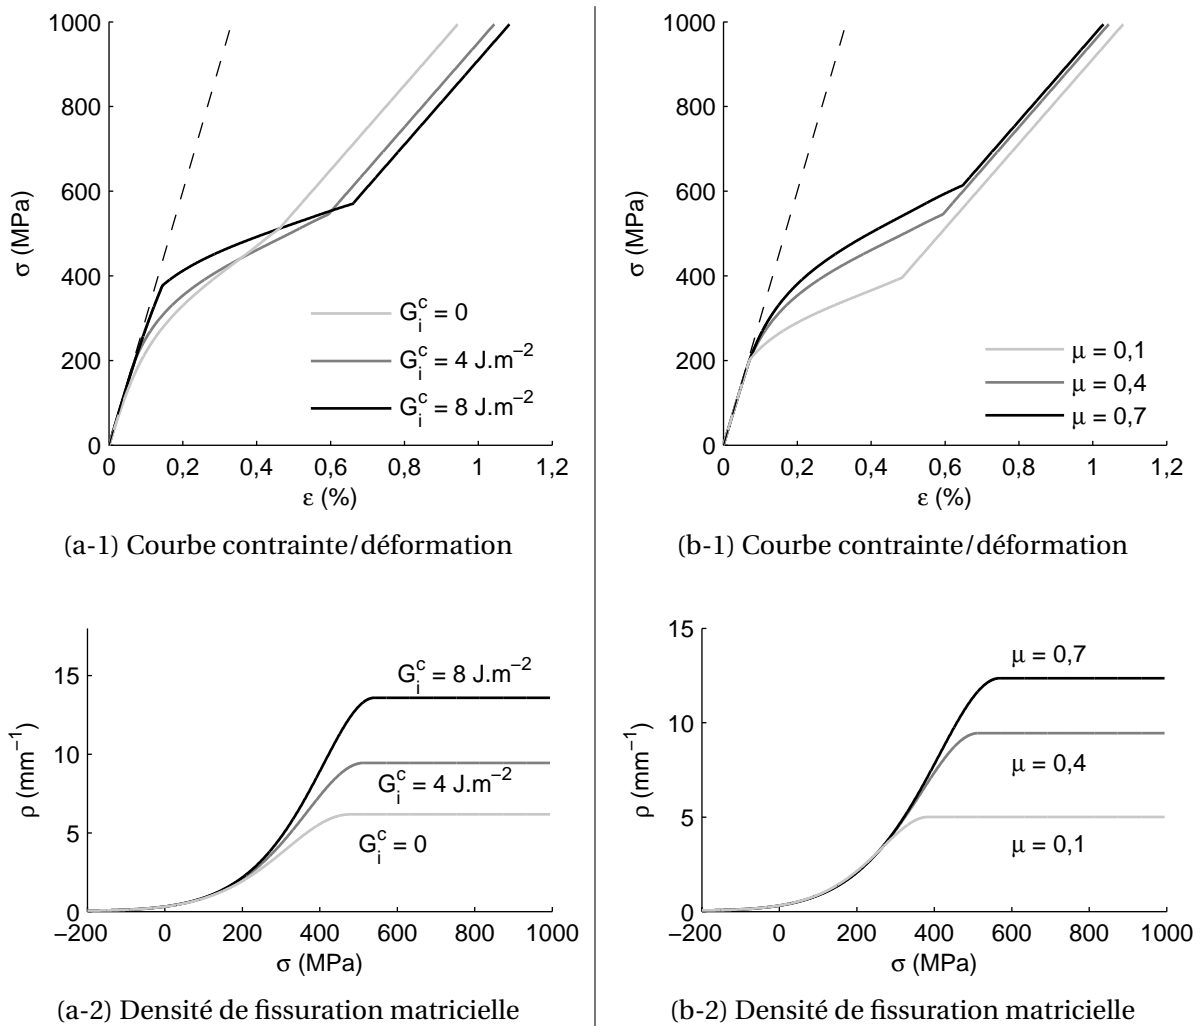 1000
800
600
400
200
0
σ (MPa)
G_i^c = 0
G_i^c = 4 J.m⁻²
G_i^c = 8 J.m⁻²
0 0,2 0,4 0,6 0,8 1 1,2
ε (%)
(a-1) Courbe contrainte/déformation
1000
800
600
400
200
0
σ (MPa)
μ = 0,1
μ = 0,4
μ = 0,7
0 0,2 0,4 0,6 0,8 1 1,2
ε (%)
(b-1) Courbe contrainte/déformation
15
10
5
0
ρ (mm⁻¹)
G_i^c = 8 J.m⁻²
G_i^c = 4 J.m⁻²
G_i^c = 0
−200 0 200 400 600 800 1000
σ (MPa)
(a-2) Densité de fissuration matricielle
15
10
5
0
ρ (mm⁻¹)
μ = 0,7
μ = 0,4
μ = 0,1
−200 0 200 400 600 800 1000
σ (MPa)
(b-2) Densité de fissuration matricielle